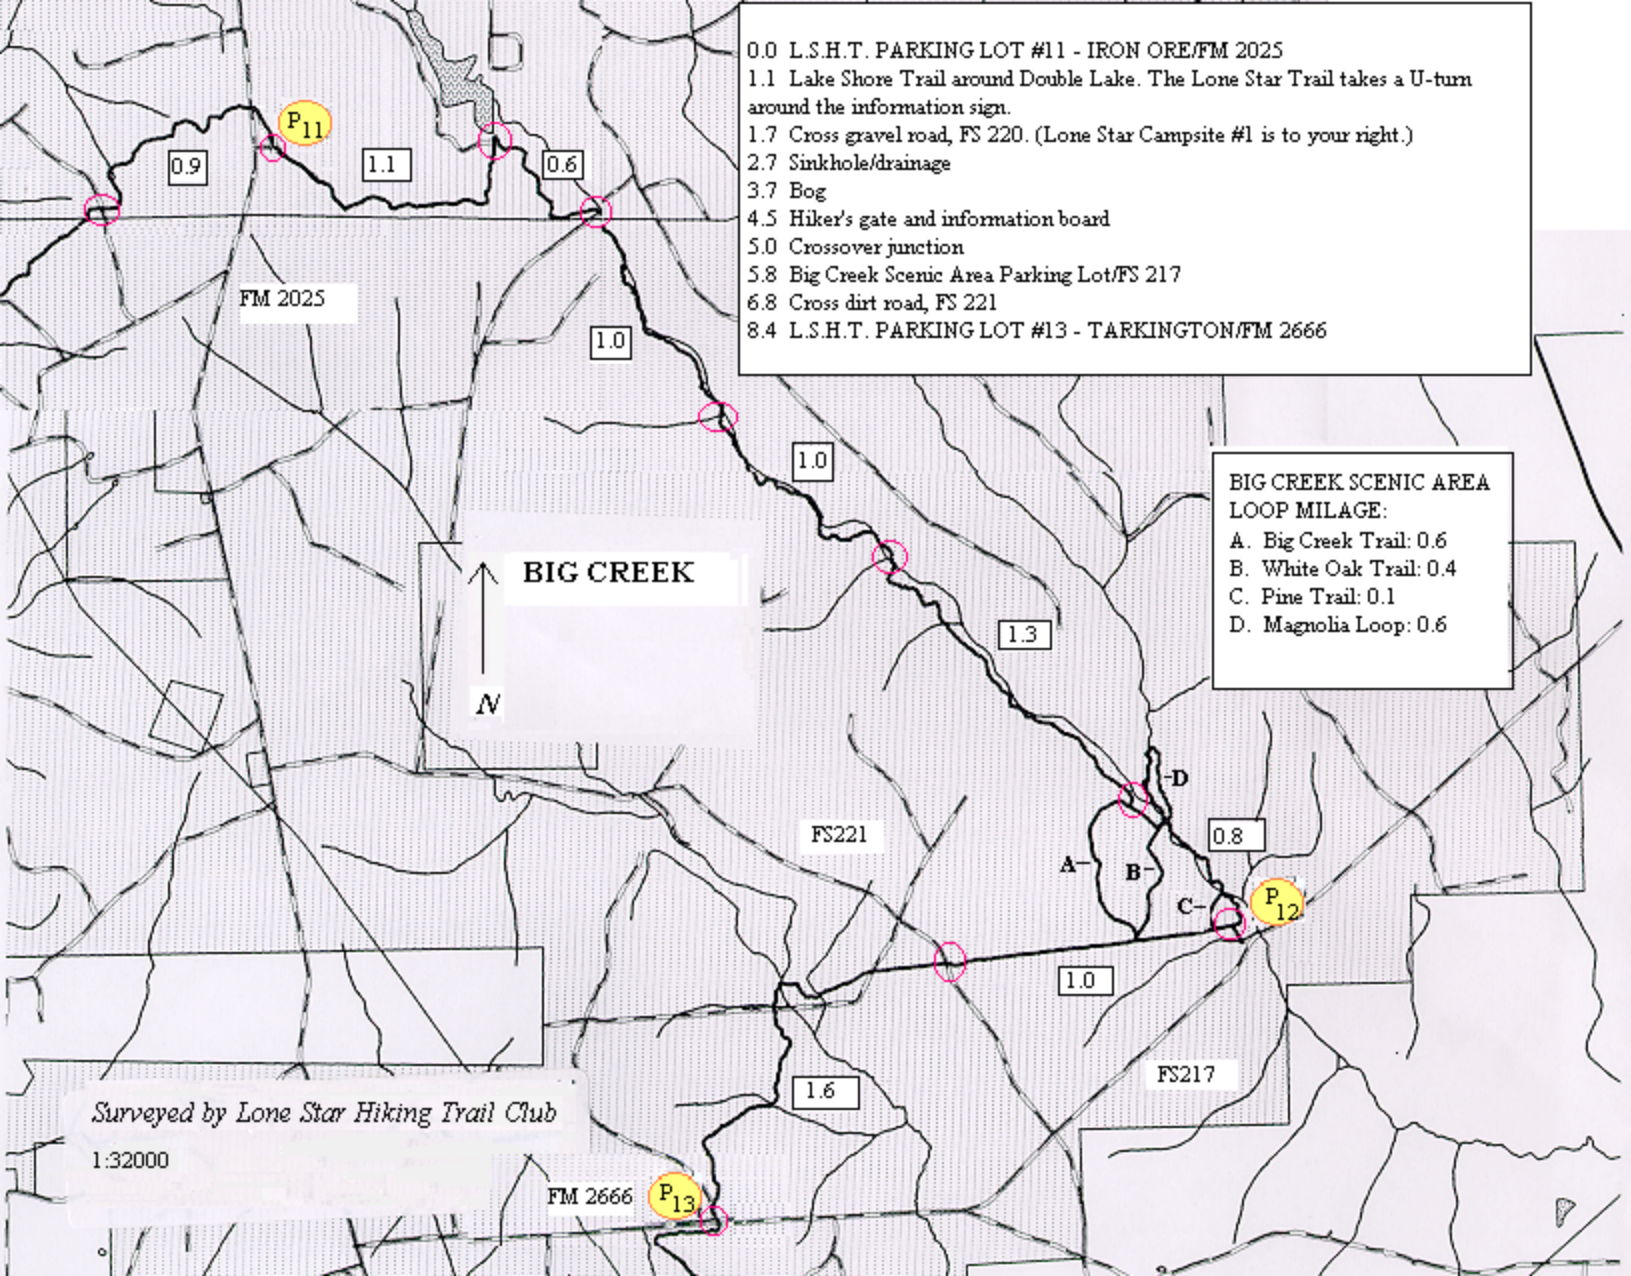 0.0 L.S.H.T. PARKING LOT #11 - IRON ORE/FM 2025
1.1 Lake Shore Trail around Double Lake. The Lone Star Trail takes a U-turn
around the information sign.
1.7 Cross gravel road, FS 220. (Lone Star Campsite #1 is to your right.)
2.7 Sinkhole/drainage
3.7 Bog
4.5 Hiker's gate and information board
5.0 Crossover junction
5.8 Big Creek Scenic Area Parking Lot/FS 217
6.8 Cross dirt road, FS 221
8.4 L.S.H.T. PARKING LOT #13 - TARKINGTON/FM 2666
P11
0.9
1.1
0.6
FM 2025
1.0
1.0
BIG CREEK SCENIC AREA
LOOP MILAGE:
A. Big Creek Trail: 0.6
B. White Oak Trail: 0.4
C. Pine Trail: 0.1
D. Magnolia Loop: 0.6
BIG CREEK
N
1.3
D
FS221
0.8
A
B
C
P12
1.0
FS217
1.6
Surveyed by Lone Star Hiking Trail Club
1:32000
FM 2666
P13